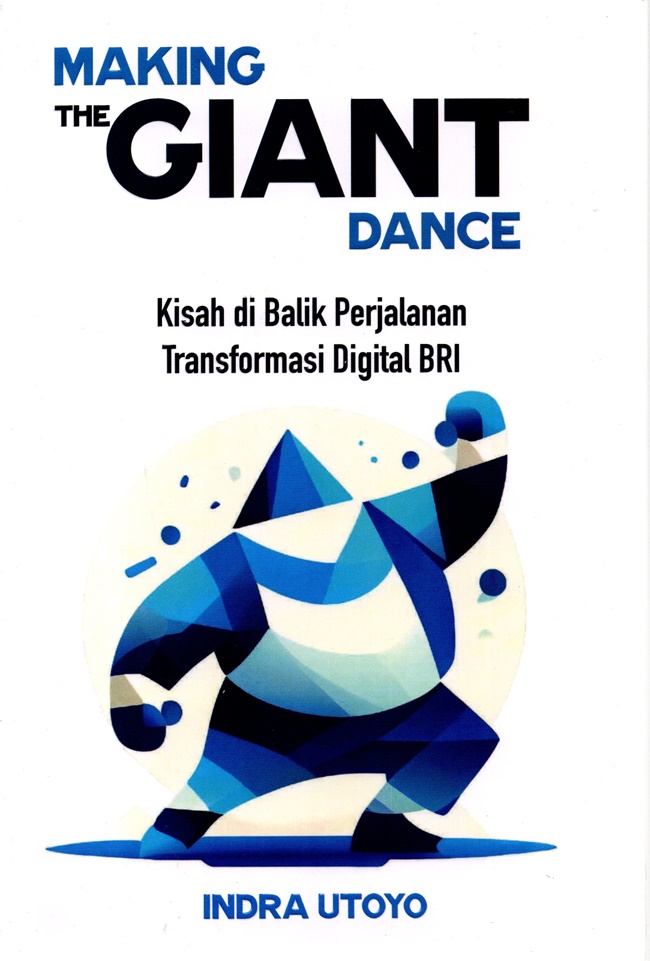 MAKING
THE GIANT
DANCE
Kisah di Balik Perjalanan
Transformasi Digital BRI
INDRA UTOYO